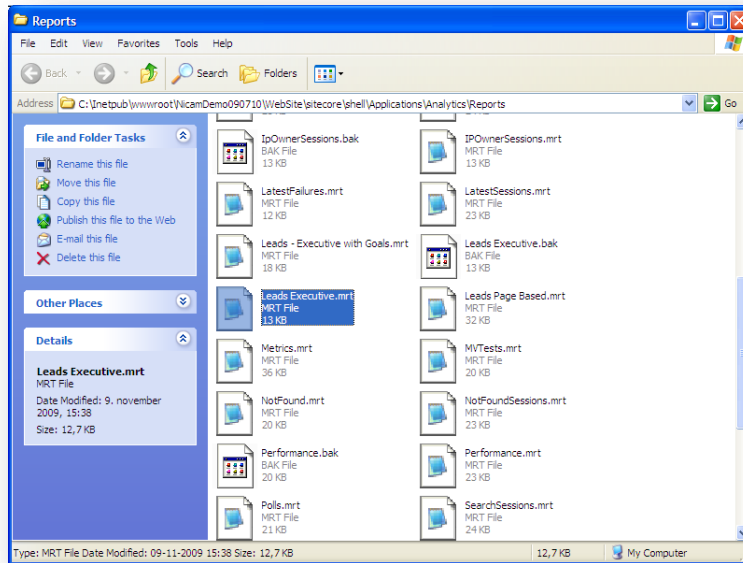 Reports
File Edit View Favorites Tools Help
Back Search Folders
Address C:\Inetpub\wwwroot\NicamDemo090710\WebSite\sitecore\shell\Applications\Analytics\Reports Go
File and Folder Tasks
Rename this file
Move this file
Copy this file
Publish this file to the Web
E-mail this file
Delete this file
Other Places
Details
Leads Executive.mrt
MRT File
Date Modified: 9. november
2009, 15:38
Size: 12,7 KB
IpOwnerSessions.bak
BAK File
13 KB
IPOwnerSessions.mrt
MRT File
13 KB
LatestFailures.mrt
MRT File
12 KB
LatestSessions.mrt
MRT File
23 KB
Leads - Executive with Goals.mrt
MRT File
18 KB
Leads Executive.bak
BAK File
13 KB
Leads Executive.mrt
MRT File
13 KB
Leads Page Based.mrt
MRT File
32 KB
Metrics.mrt
MRT File
36 KB
MVTests.mrt
MRT File
20 KB
NotFound.mrt
MRT File
20 KB
NotFoundSessions.mrt
MRT File
23 KB
Performance.bak
BAK File
20 KB
Performance.mrt
MRT File
23 KB
Polls.mrt
MRT File
21 KB
SearchSessions.mrt
MRT File
24 KB
Type: MRT File Date Modified: 09-11-2009 15:38 Size: 12,7 KB 12,7 KB My Computer